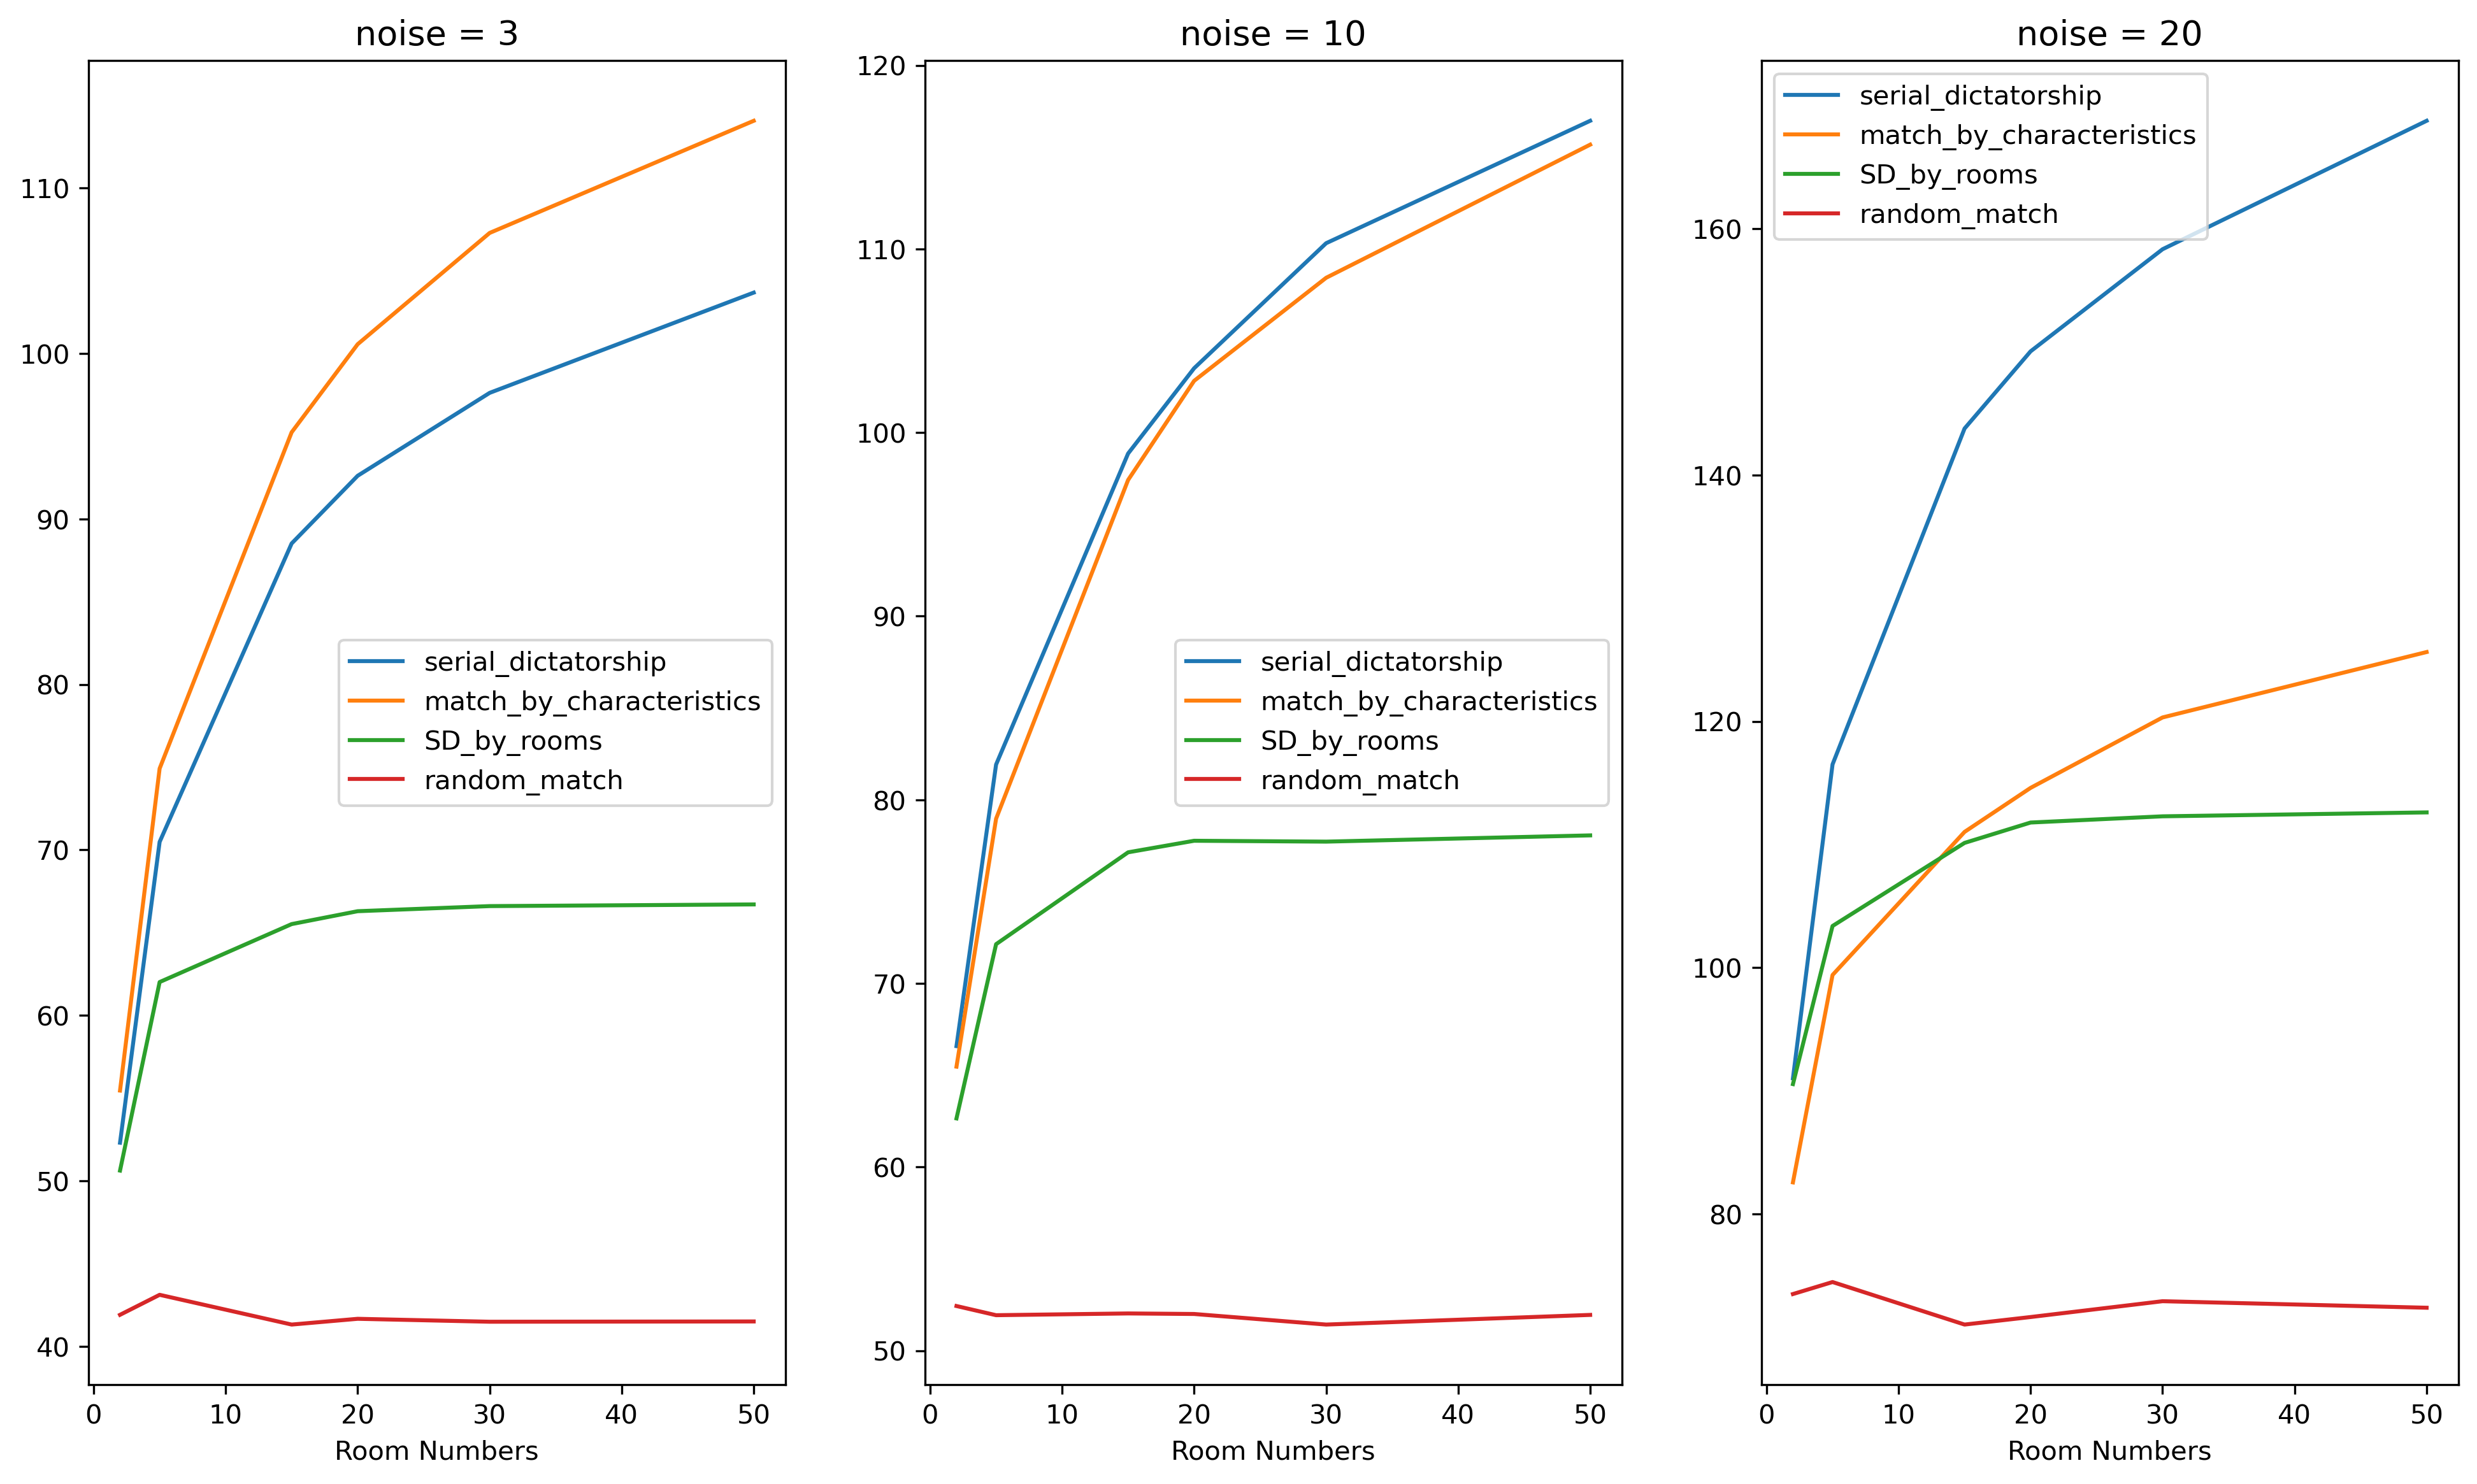 noise = 3
110
100
90
80
70
60
50
40
serial_dictatorship
match_by_characteristics
SD_by_rooms
random_match
0 10 20 30 40 50
Room Numbers
noise = 10
120
110
100
90
80
70
60
50
serial_dictatorship
match_by_characteristics
SD_by_rooms
random_match
0 10 20 30 40 50
Room Numbers
noise = 20
serial_dictatorship
match_by_characteristics
SD_by_rooms
random_match
160
140
120
100
80
0 10 20 30 40 50
Room Numbers